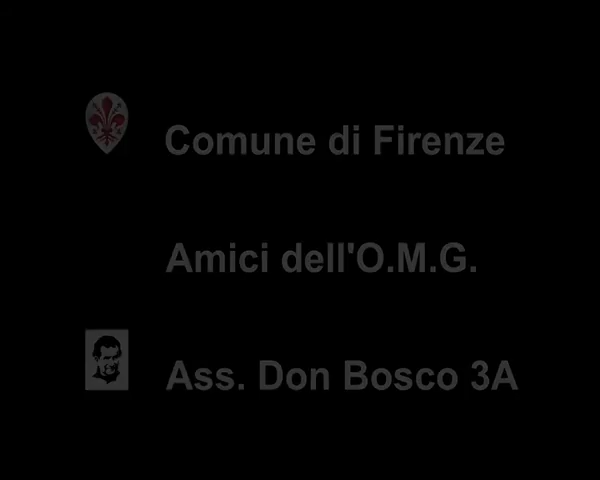 Comune di Firenze
Amici dell'O.M.G.
Ass. Don Bosco 3A